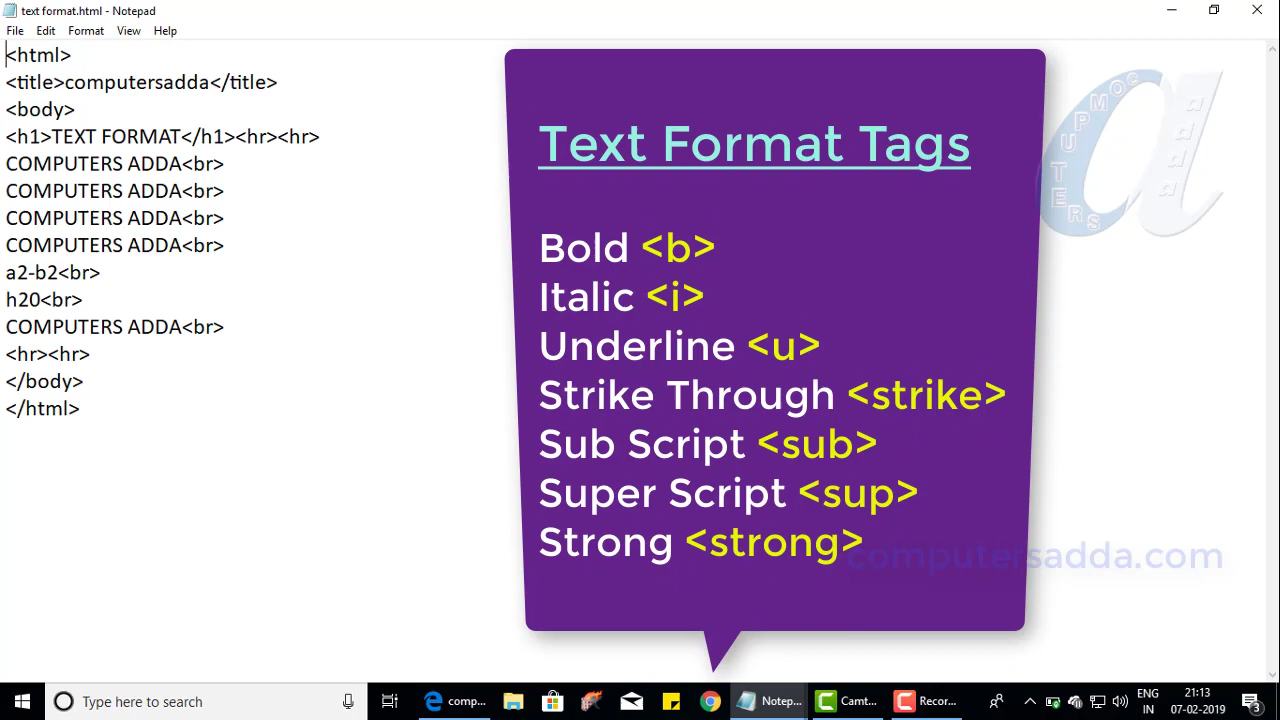 text format.html - Notepad
File Edit Format View Help
<html>
<title>computersadda</title>
<body>
<h1>TEXT FORMAT</h1><hr><hr>
COMPUTERS ADDA<br>
COMPUTERS ADDA<br>
COMPUTERS ADDA<br>
COMPUTERS ADDA<br>
a2-b2<br>
h20<br>
COMPUTERS ADDA<br>
<hr><hr>
</body>
</html>
Text Format Tags
Bold <b>
Italic <i>
Underline <u>
Strike Through <strike>
Sub Script <sub>
Super Script <sup>
Strong <strong>
COMPUTERS
adda
computersadda.com
Type here to search
comp...
Notep...
Camt...
Recor...
ENG
IN
21:13
07-02-2019
3